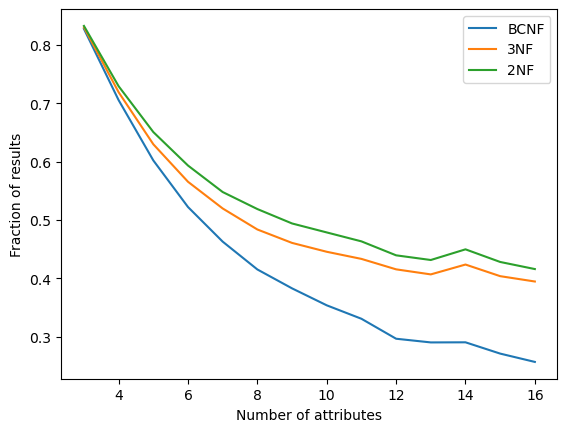 BCNF
3NF
2NF
0.8
0.7
0.6
0.5
0.4
0.3
Fraction of results
4 6 8 10 12 14 16
Number of attributes